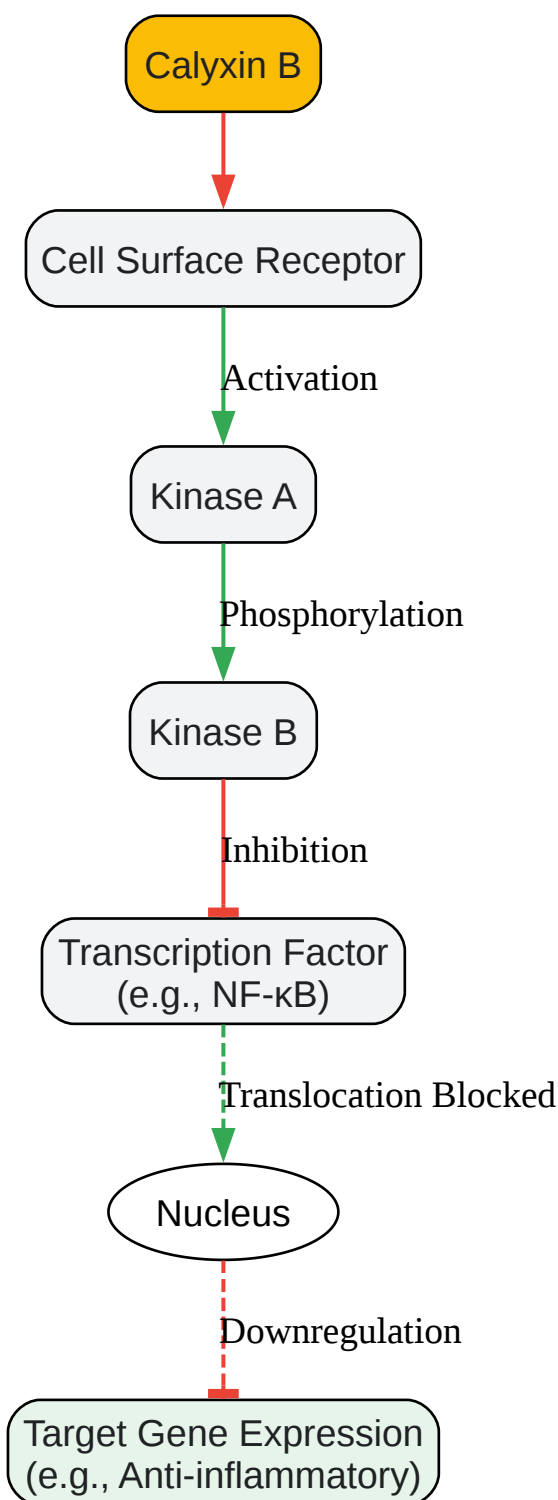 Calyxin B
Cell Surface Receptor
Activation
Kinase A
Phosphorylation
Kinase B
Inhibition
Transcription Factor
(e.g., NF-κB)
Translocation Blocked
Nucleus
Downregulation
Target Gene Expression
(e.g., Anti-inflammatory)